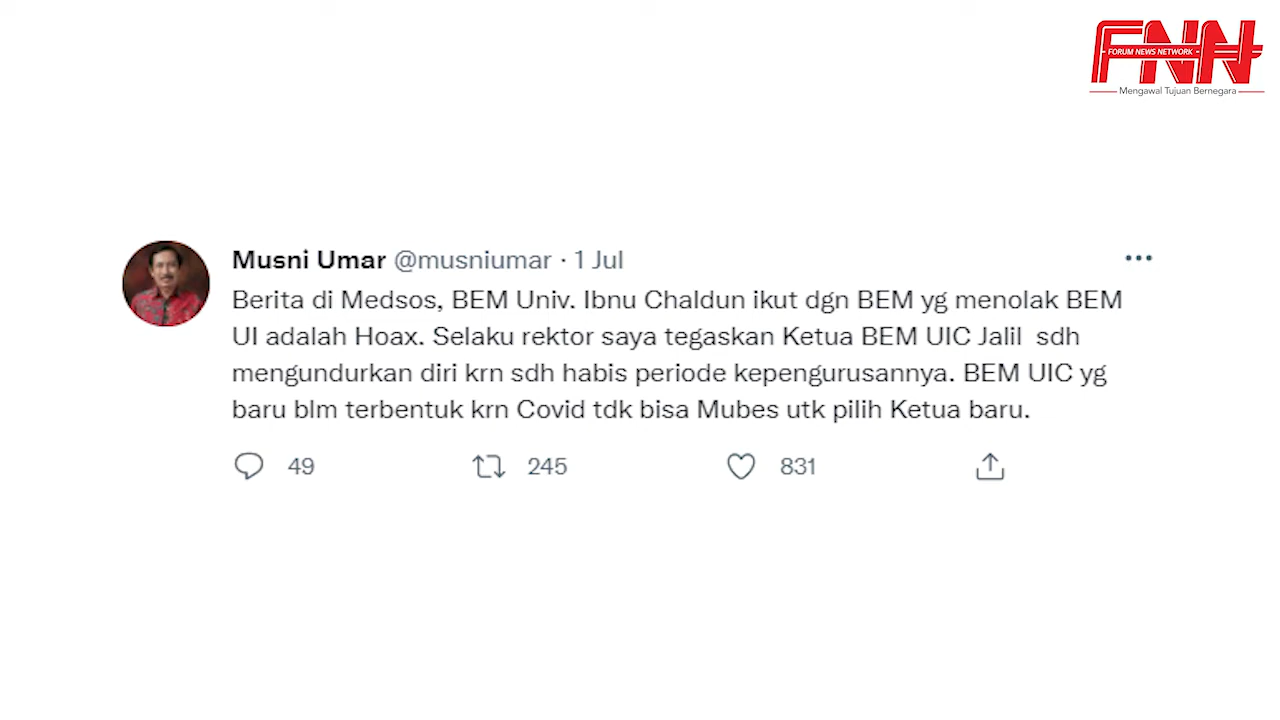 FNN
FORUM NEWS NETWORK
Mengawal Tujuan Bernegara
Musni Umar @musniumar · 1 Jul
Berita di Medsos, BEM Univ. Ibnu Chaldun ikut dgn BEM yg menolak BEM
UI adalah Hoax. Selaku rektor saya tegaskan Ketua BEM UIC Jalil  sdh
mengundurkan diri krn sdh habis periode kepengurusannya. BEM UIC yg
baru blm terbentuk krn Covid tdk bisa Mubes utk pilih Ketua baru.
49 245 831